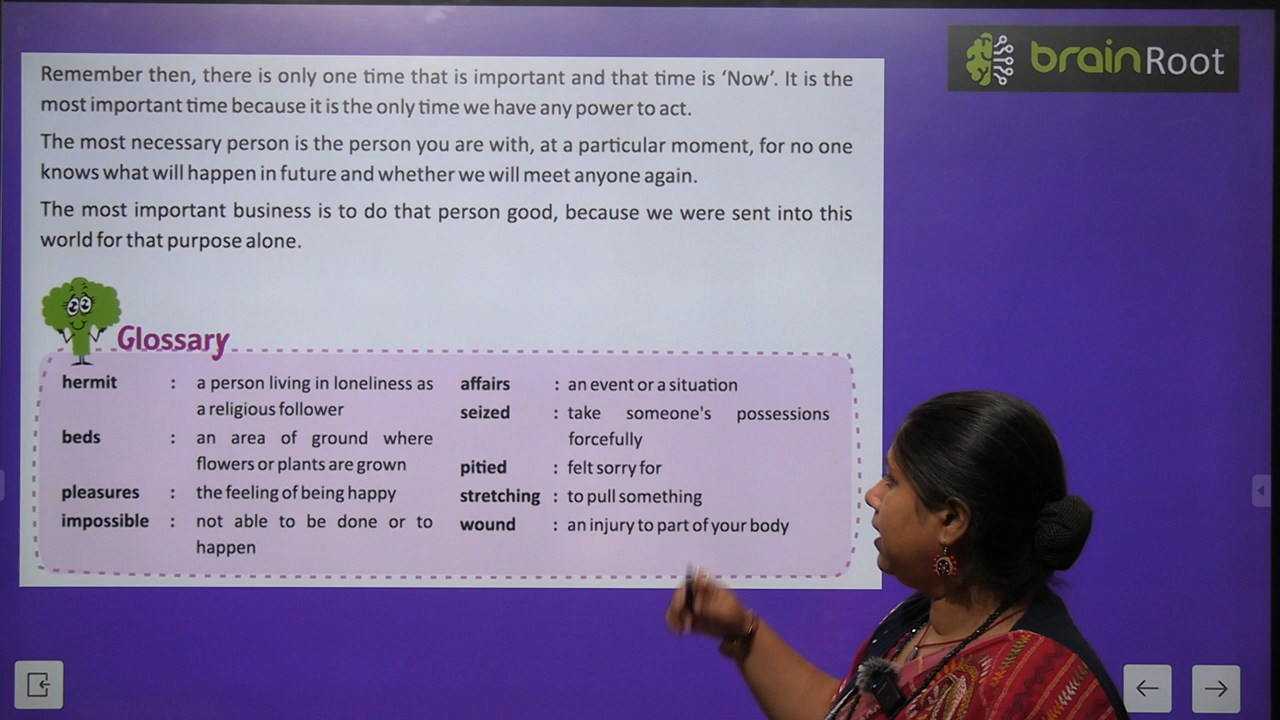 brainRoot
Remember then, there is only one time that is important and that time is ‘Now’. It is the
most important time because it is the only time we have any power to act.
The most necessary person is the person you are with, at a particular moment, for no one
knows what will happen in future and whether we will meet anyone again.
The most important business is to do that person good, because we were sent into this
world for that purpose alone.
Glossary
hermit : a person living in loneliness as
a religious follower
beds : an area of ground where
flowers or plants are grown
pleasures : the feeling of being happy
impossible : not able to be done or to
happen
affairs : an event or a situation
seized : take someone's possessions
forcefully
pitied : felt sorry for
stretching : to pull something
wound : an injury to part of your body